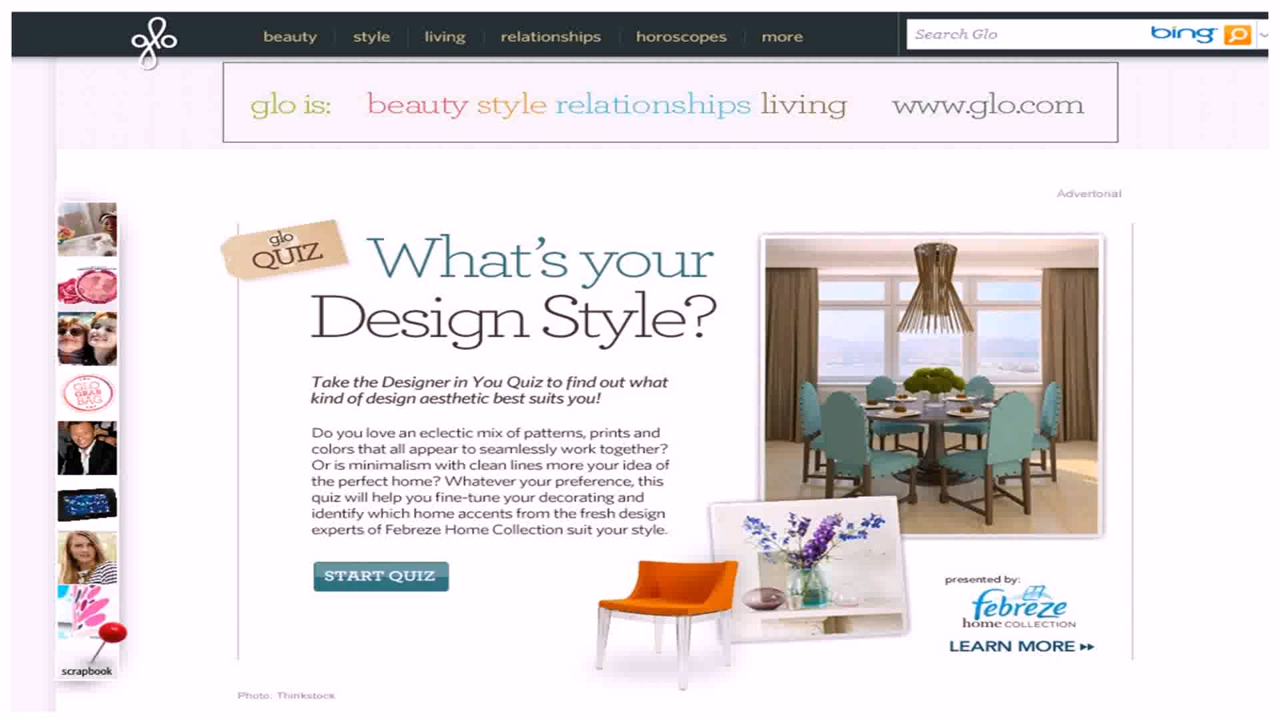 glo
beauty
style
living
relationships
horoscopes
more
Search Glo
bing
glo is: beauty style relationships living www.glo.com
Advertorial
glo
QUIZ
What's your
Design Style?
Take the Designer in You Quiz to find out what
kind of design aesthetic best suits you!
Do you love an eclectic mix of patterns, prints and
colors that all appear to seamlessly work together?
Or is minimalism with clean lines more your idea of
the perfect home? Whatever your preference, this
quiz will help you fine-tune your decorating and
identify which home accents from the fresh design
experts of Febreze Home Collection suit your style.
START QUIZ
GLO
GRAB
BAG
scrapbook
presented by:
febreze
home COLLECTION
LEARN MORE
Photo: Thinkstock